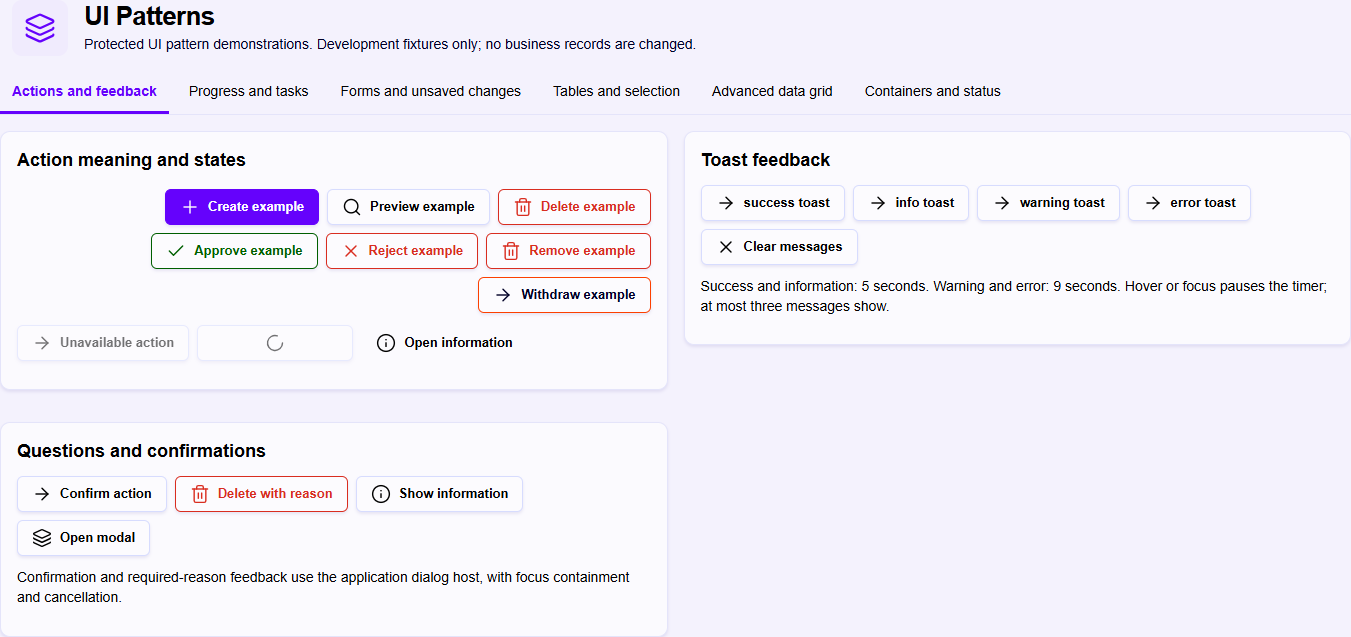 UI Patterns
Protected UI pattern demonstrations. Development fixtures only; no business records are changed.
Actions and feedback
Progress and tasks
Forms and unsaved changes
Tables and selection
Advanced data grid
Containers and status
Action meaning and states
Create example
Preview example
Delete example
Approve example
Reject example
Remove example
Withdraw example
Unavailable action
Open information
Toast feedback
success toast
info toast
warning toast
error toast
Clear messages
Success and information: 5 seconds. Warning and error: 9 seconds. Hover or focus pauses the timer;
at most three messages show.
Questions and confirmations
Confirm action
Delete with reason
Show information
Open modal
Confirmation and required-reason feedback use the application dialog host, with focus containment
and cancellation.